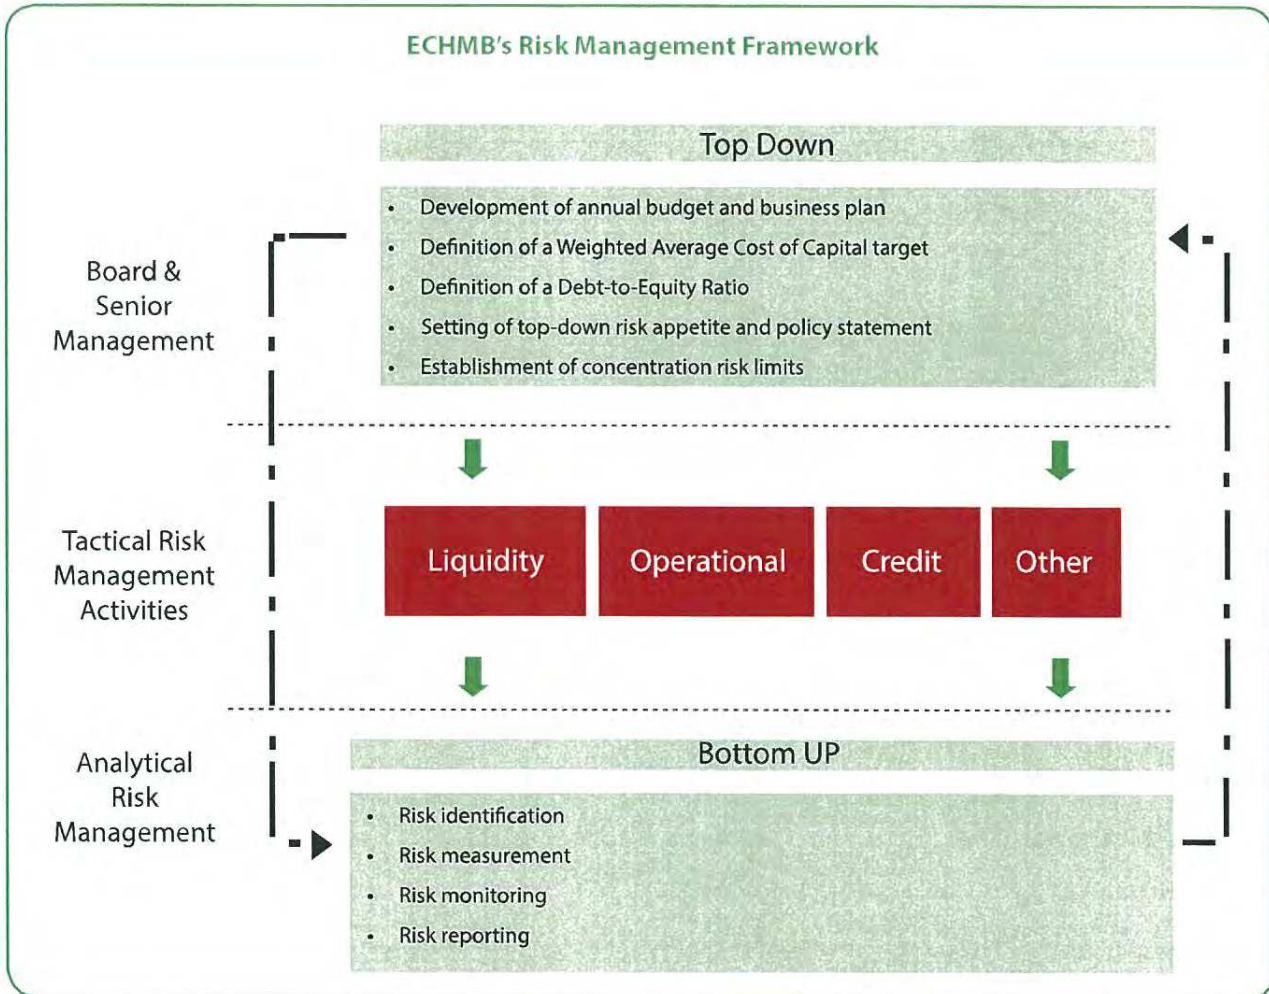 ECHMB's Risk Management Framework
Top Down
Board &
Senior
Management
• Development of annual budget and business plan
• Definition of a Weighted Average Cost of Capital target
• Definition of a Debt-to-Equity Ratio
• Setting of top-down risk appetite and policy statement
• Establishment of concentration risk limits
Tactical Risk
Management
Activities
Liquidity
Operational
Credit
Other
Analytical
Risk
Management
Bottom UP
• Risk identification
• Risk measurement
• Risk monitoring
• Risk reporting